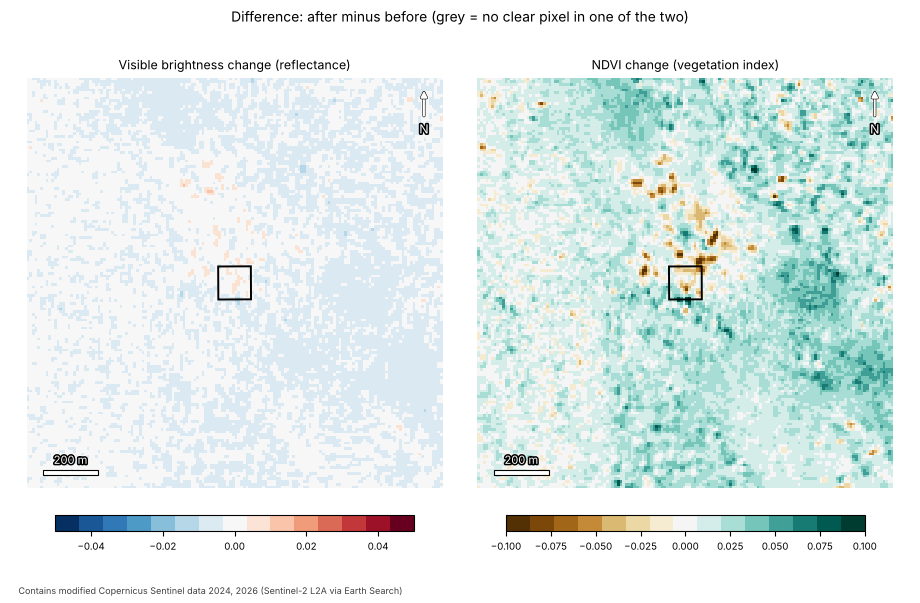 Difference: after minus before (grey = no clear pixel in one of the two)
Visible brightness change (reflectance)
NDVI change (vegetation index)
N
N
200 m
200 m
−0.04 −0.02 0.00 0.02 0.04
−0.100 −0.075 −0.050 −0.025 0.000 0.025 0.050 0.075 0.100
Contains modified Copernicus Sentinel data 2024, 2026 (Sentinel-2 L2A via Earth Search)